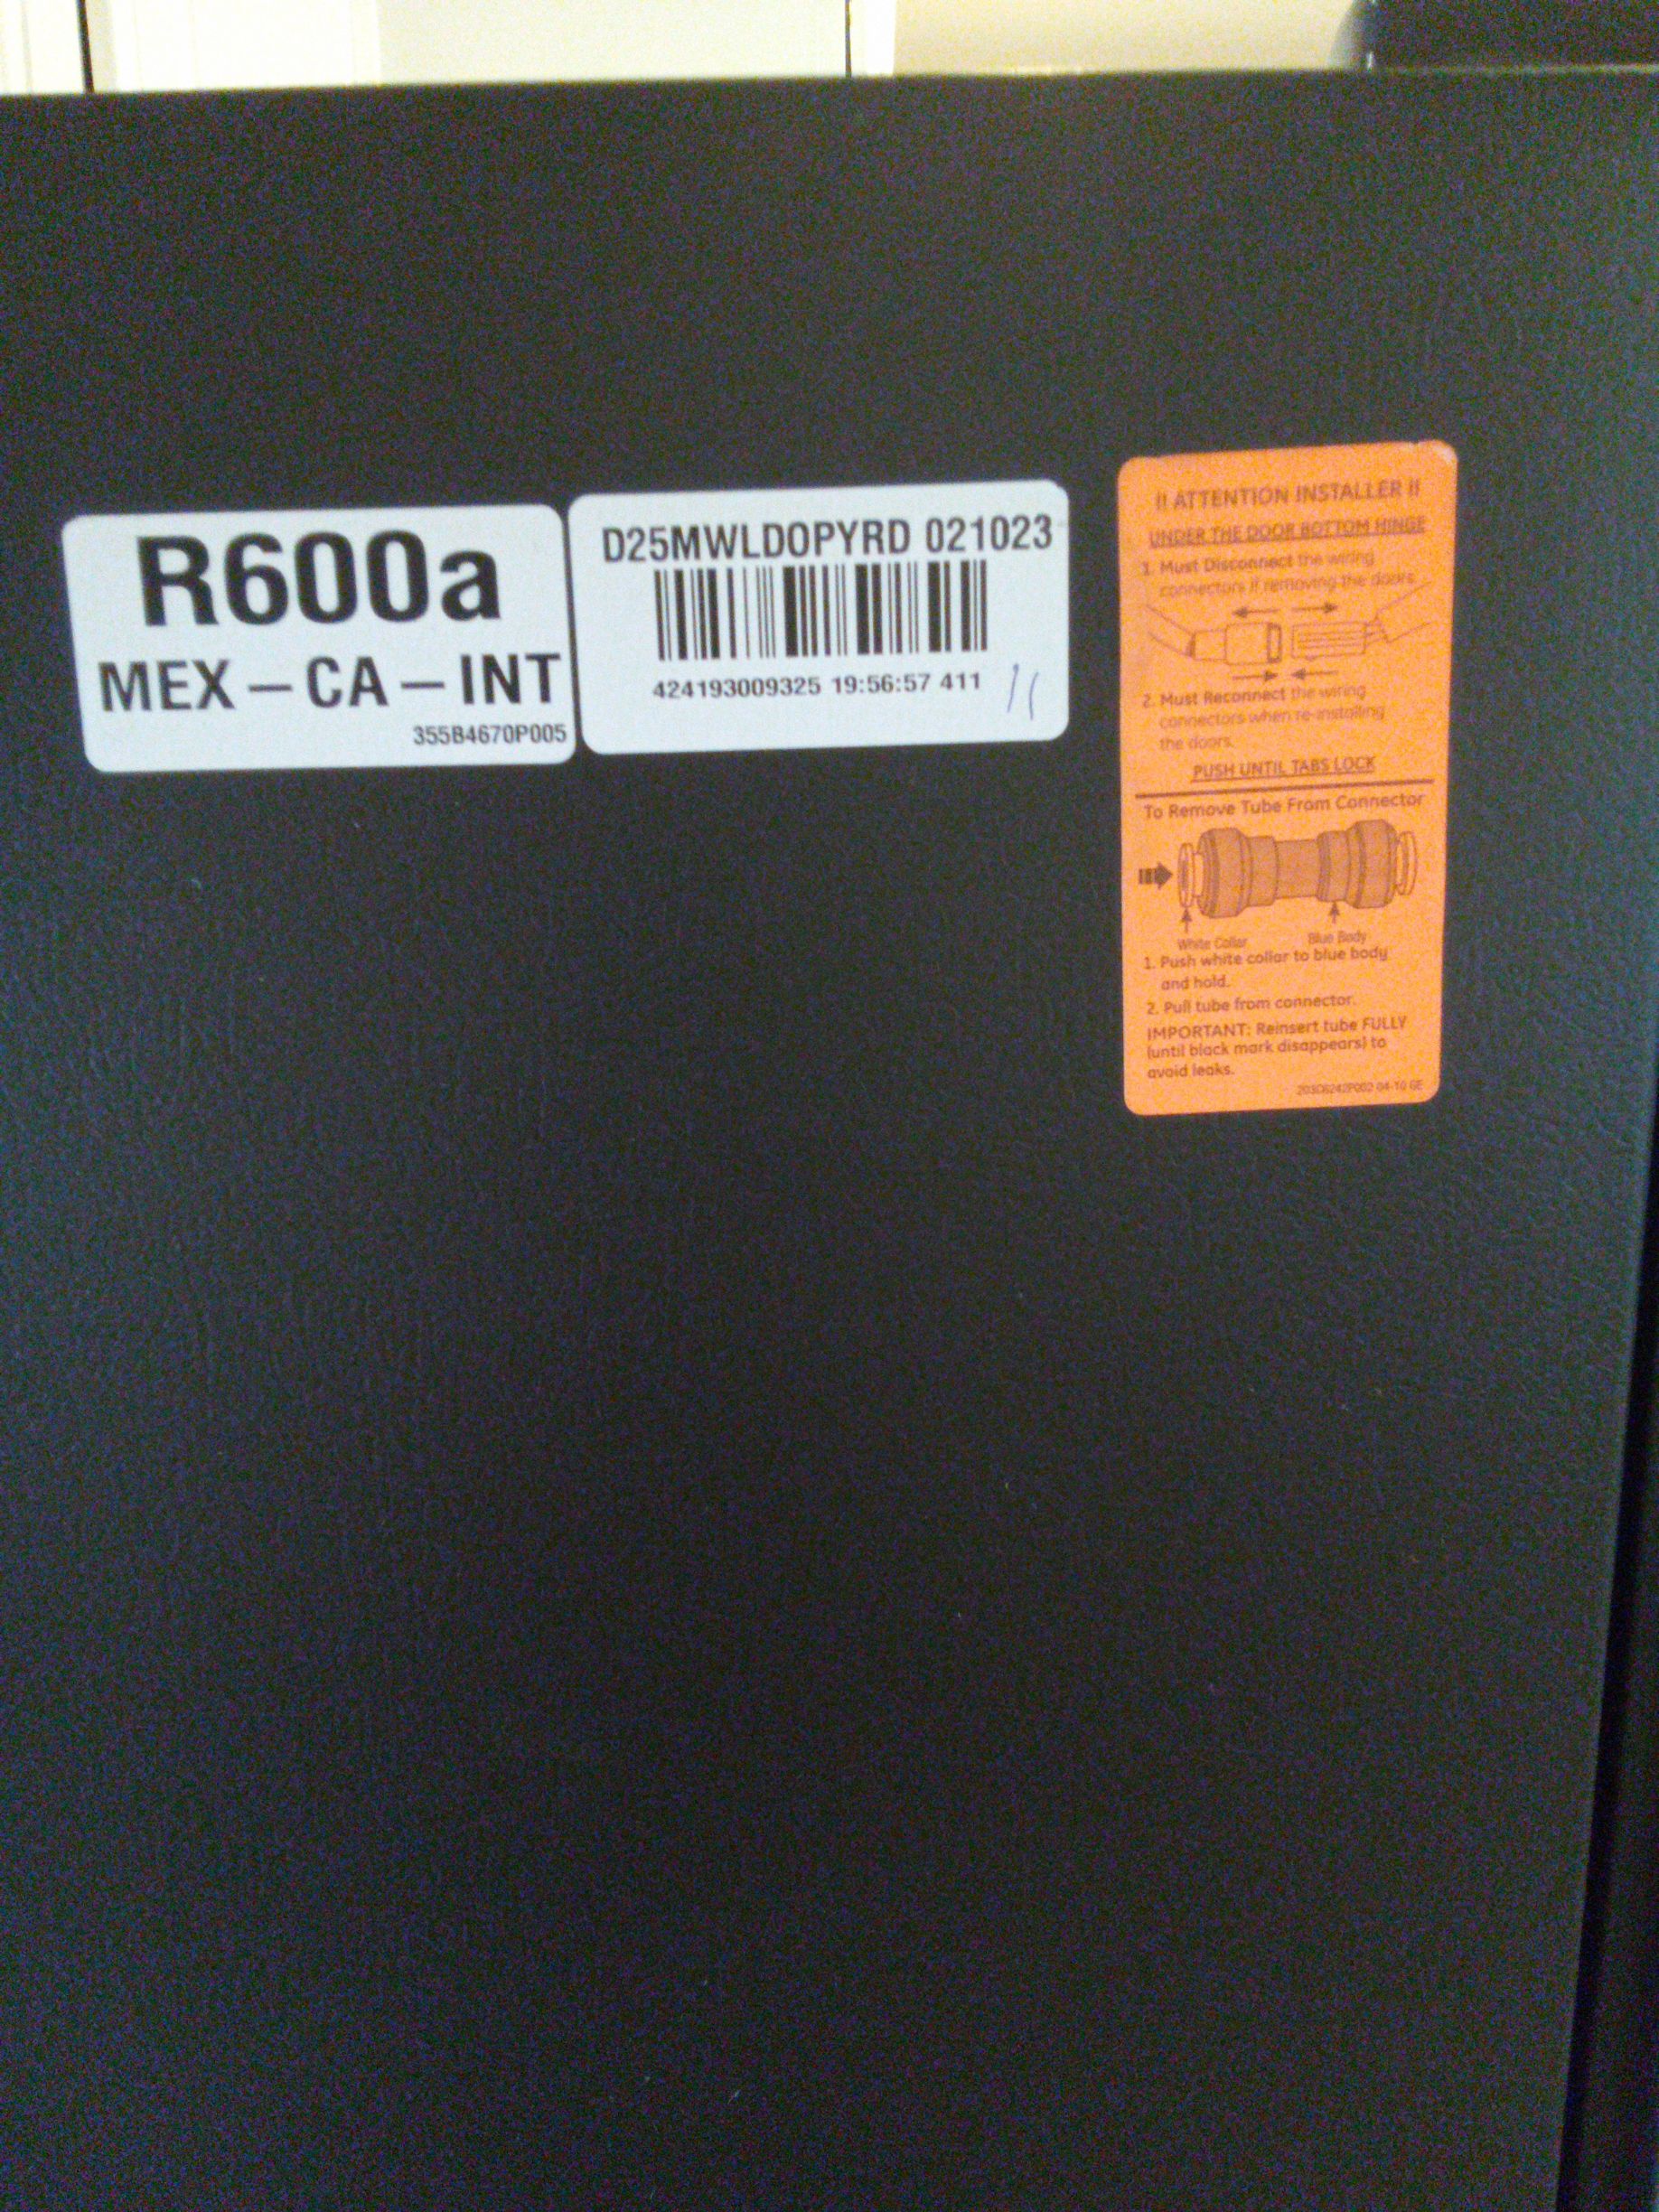 R600a
MEX – CA – INT
355B4670P005
D25MWLDOPYRD 021023
424193009325 19:56:57 411
!! ATTENTION INSTALLER !!
UNDER THE DOOR BOTTOM HINGE
1. Must Disconnect the wiring
connectors if removing the doors.
2. Must Reconnect the wiring
connectors when re-installing
the doors.
PUSH UNTIL TABS LOCK
To Remove Tube From Connector
White Collar
Blue Body
1. Push white collar to blue body
and hold.
2. Pull tube from connector.
IMPORTANT: Reinsert tube FULLY
(until black mark disappears) to
avoid leaks.
04-10 GE